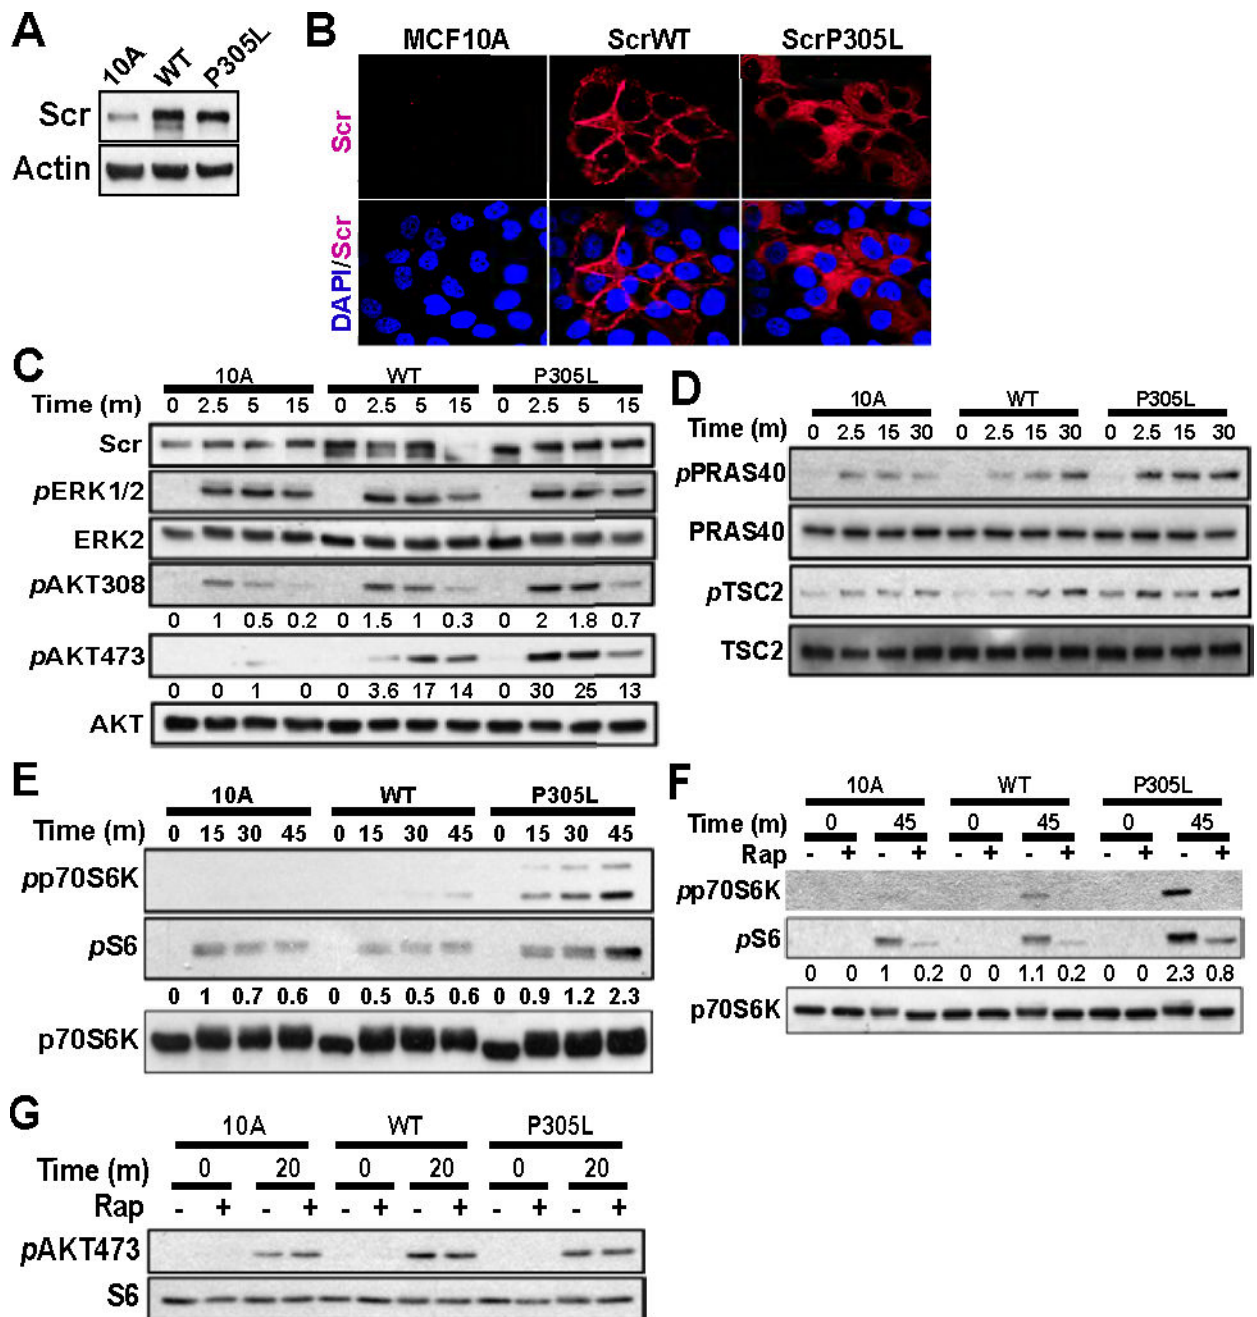 A
10A WT P305L
Scr
Actin
B
MCF10A ScrWT ScrP305L
Scr
DAPI/Scr
C
10A WT P305L
Time (m) 0 2.5 5 15 0 2.5 5 15 0 2.5 5 15
Scr
pERK1/2
ERK2
pAKT308
0 1 0.5 0.2 0 1.5 1 0.3 0 2 1.8 0.7
pAKT473
0 0 1 0 0 3.6 17 14 0 30 25 13
AKT
D
10A WT P305L
Time (m) 0 2.5 15 30 0 2.5 15 30 0 2.5 15 30
pPRAS40
PRAS40
pTSC2
TSC2
E
10A WT P305L
Time (m) 0 15 30 45 0 15 30 45 0 15 30 45
pp70S6K
pS6
0 1 0.7 0.6 0 0.5 0.5 0.6 0 0.9 1.2 2.3
p70S6K
F
10A WT P305L
Time (m) 0 45 0 45 0 45
Rap - + - + - + - + - + - +
pp70S6K
pS6
0 0 1 0.2 0 0 1.1 0.2 0 0 2.3 0.8
p70S6K
G
10A WT P305L
Time (m) 0 20 0 20 0 20
Rap - + - + - + - + - + - +
pAKT473
S6